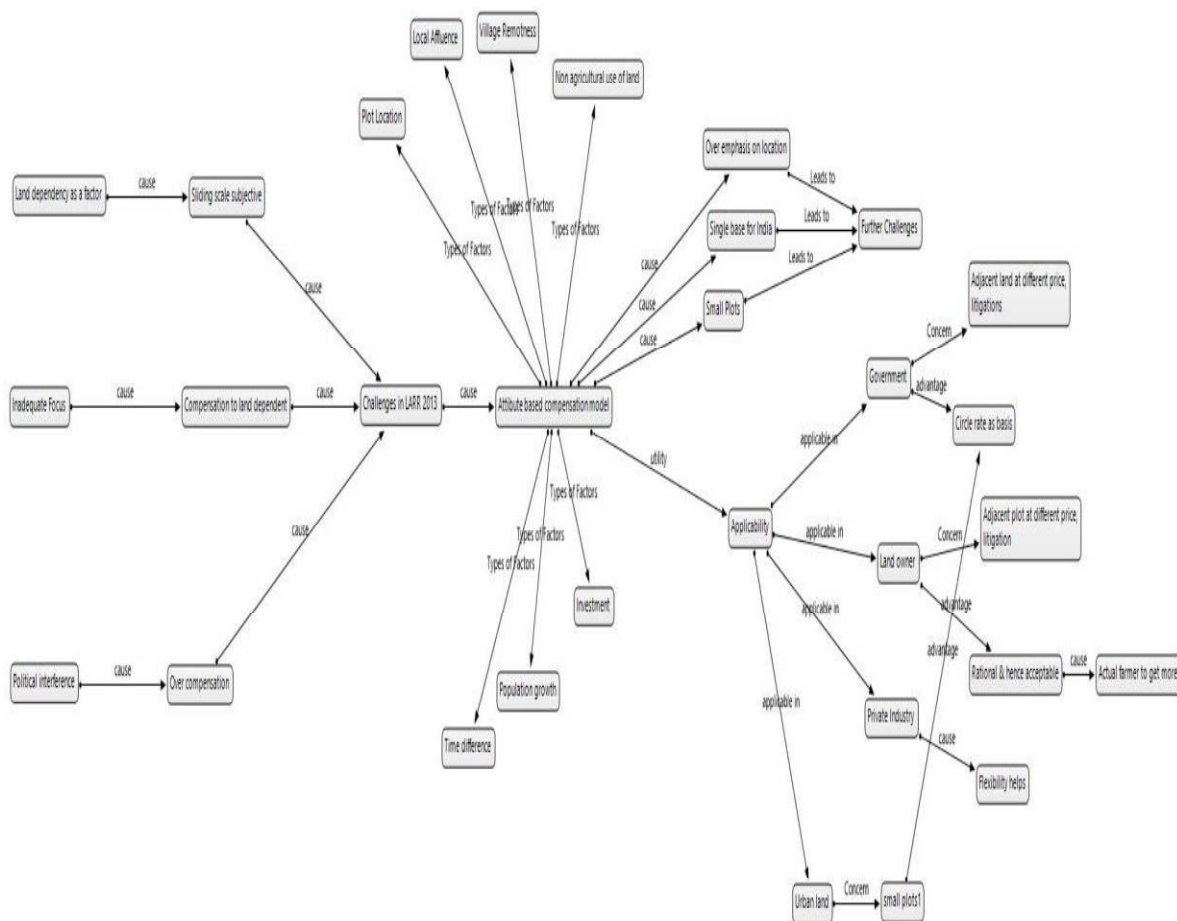 Village Remotness
Local Affluence
Non agricultural use of land
Plot Location
Over emphasis on location
Land dependency as a factor
cause
Sliding scale subjective
Types of Factors
Types of Factors
Types of Factors
Types of Factors
Leads to
Leads to
Leads to
Single base for India
Further Challenges
cause
cause
cause
cause
Small Plots
Adjacent land at different price,
litigations
Concern
Government
advantage
Circle rate as basis
Inadequate Focus
cause
Compensation to land dependent
cause
Challenges in LARR 2013
cause
Attibute based compensation model
applicable in
utility
Types of Factors
Types of Factors
Types of Factors
cause
Applicability
applicable in
Land owner
Concern
Adjacent plot at different price,
litigation
Investment
applicable in
advantage
advantage
Political interference
cause
Over compensation
Population growth
Rational & hence acceptable
cause
Actual farmer to get more
applicable in
Private Industry
cause
Time difference
Flexibility helps
Urban land
Concern
small plots1